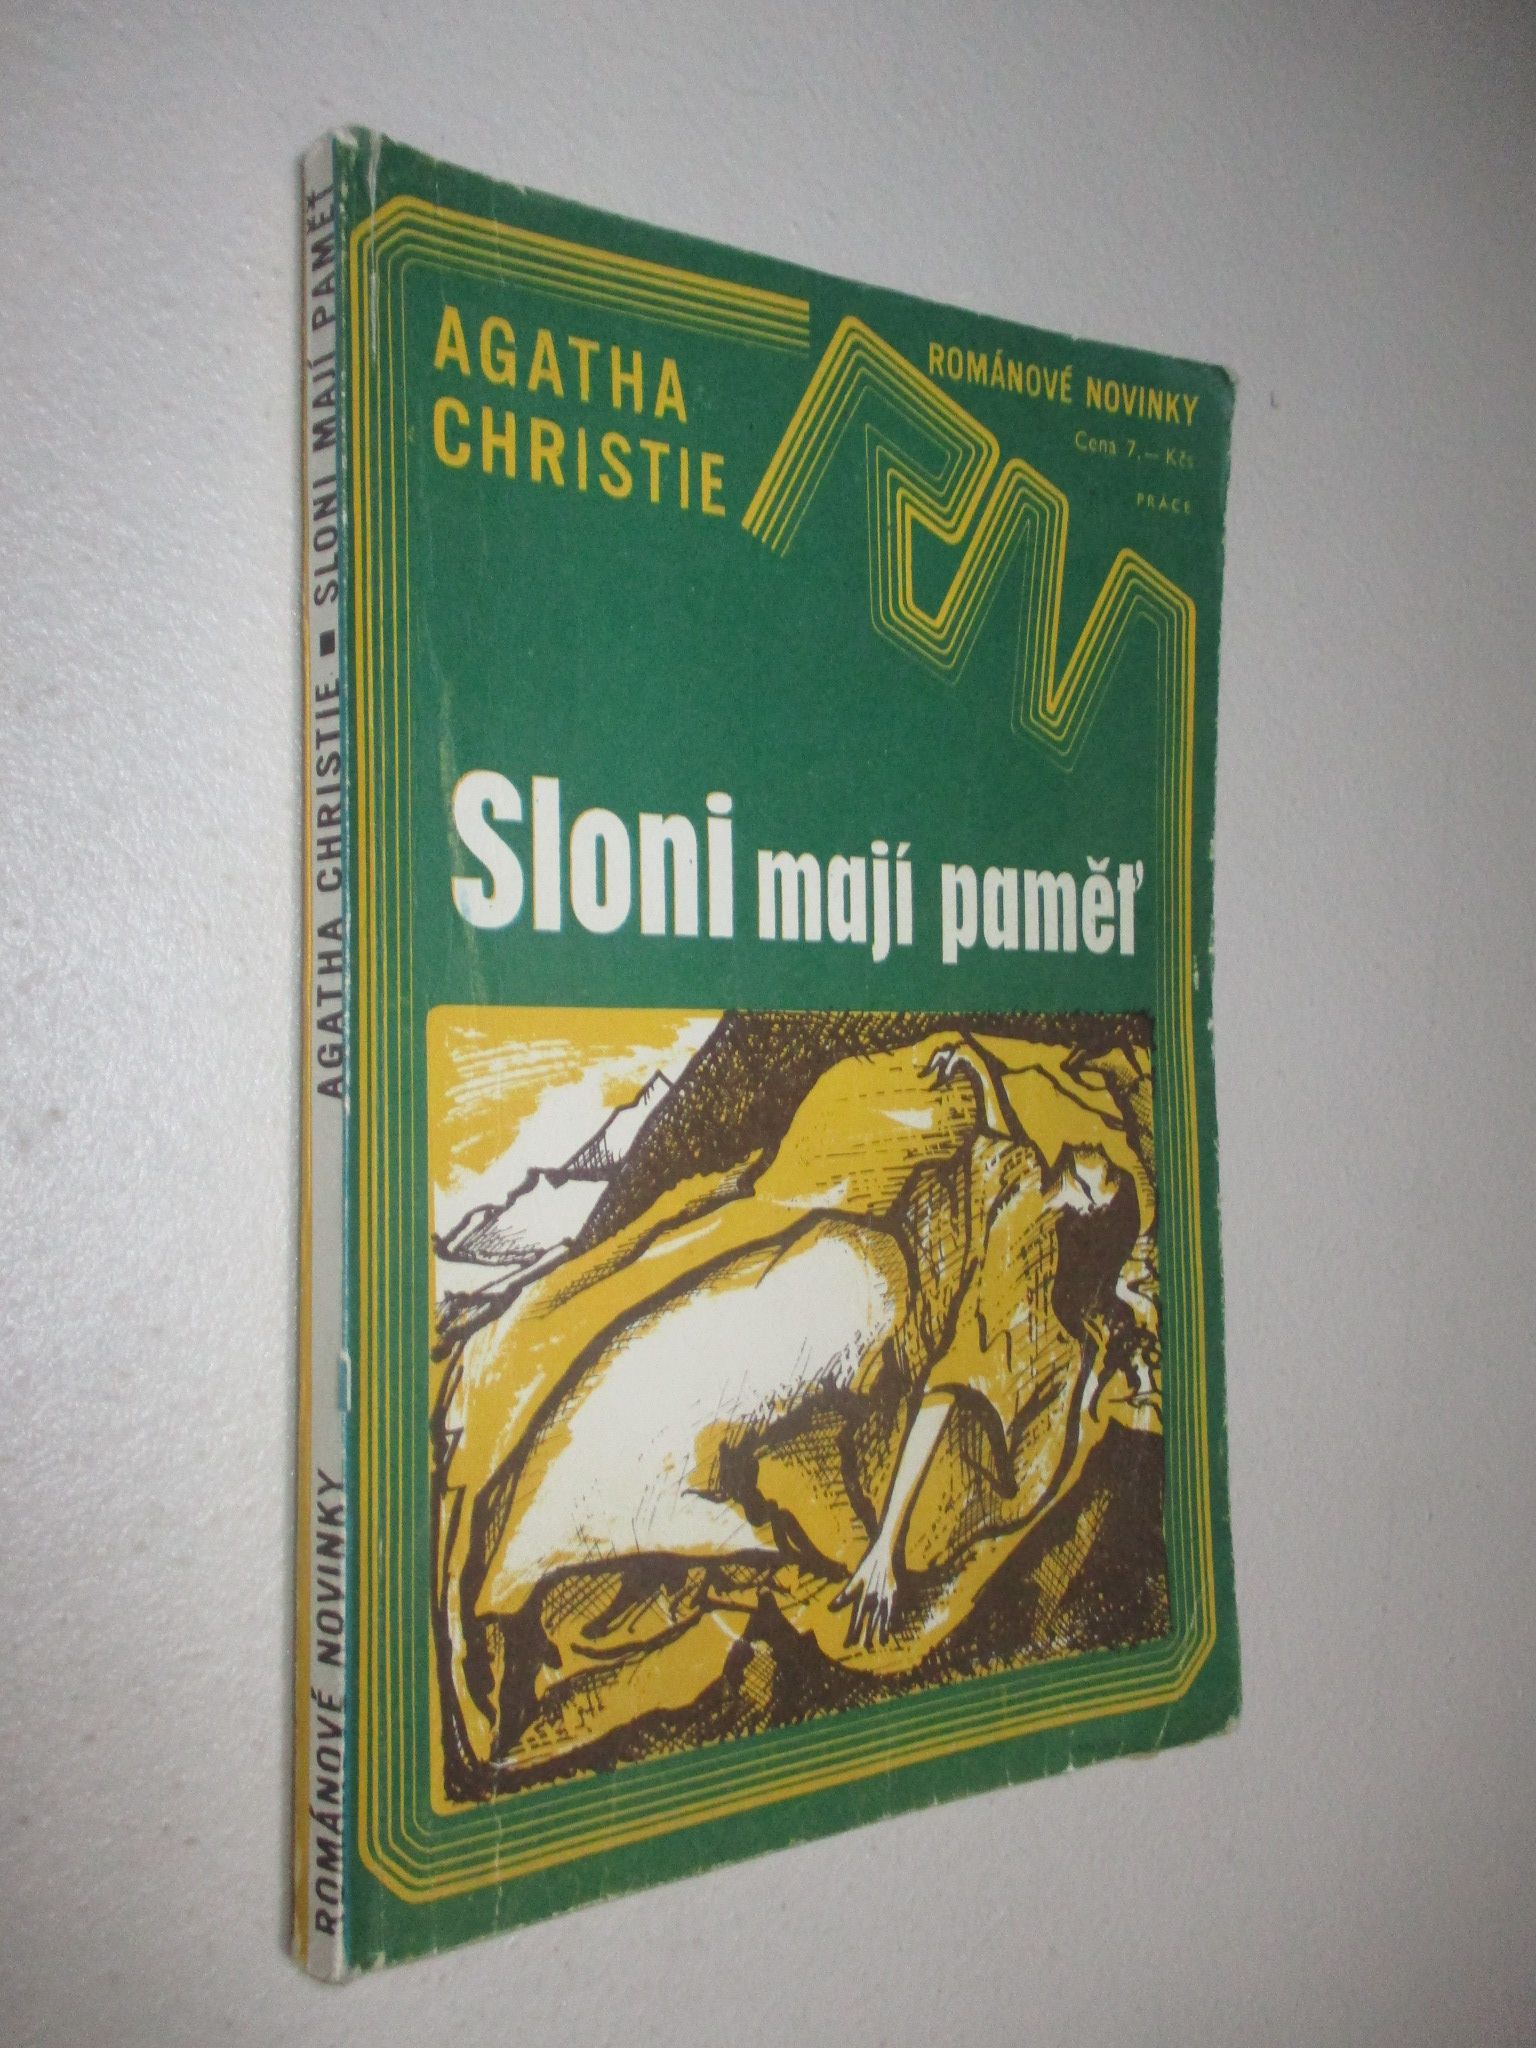 AGATHA
CHRISTIE
ROMÁNOVÉ NOVINKY
Cena 7,— Kčs
PRÁCE
Sloni mají paměť
ROMÁNOVÉ NOVINKY AGATHA CHRISTIE ■ SLONI MAJÍ PAMĚŤ